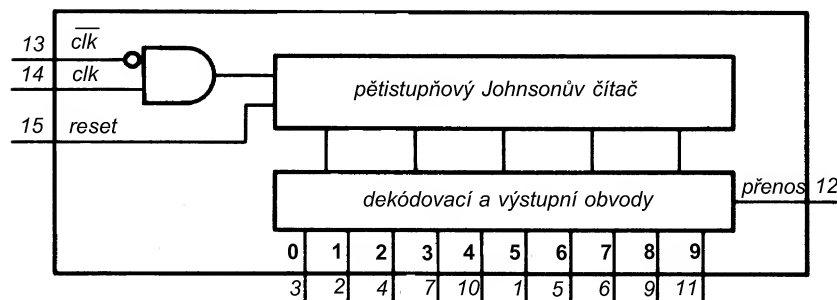 13 clk
14 clk
15 reset
pětistupňový Johnsonův čítač
dekódovací a výstupní obvody
přenos 12
0 1 2 3 4 5 6 7 8 9
3 2 4 7 10 1 5 6 9 11